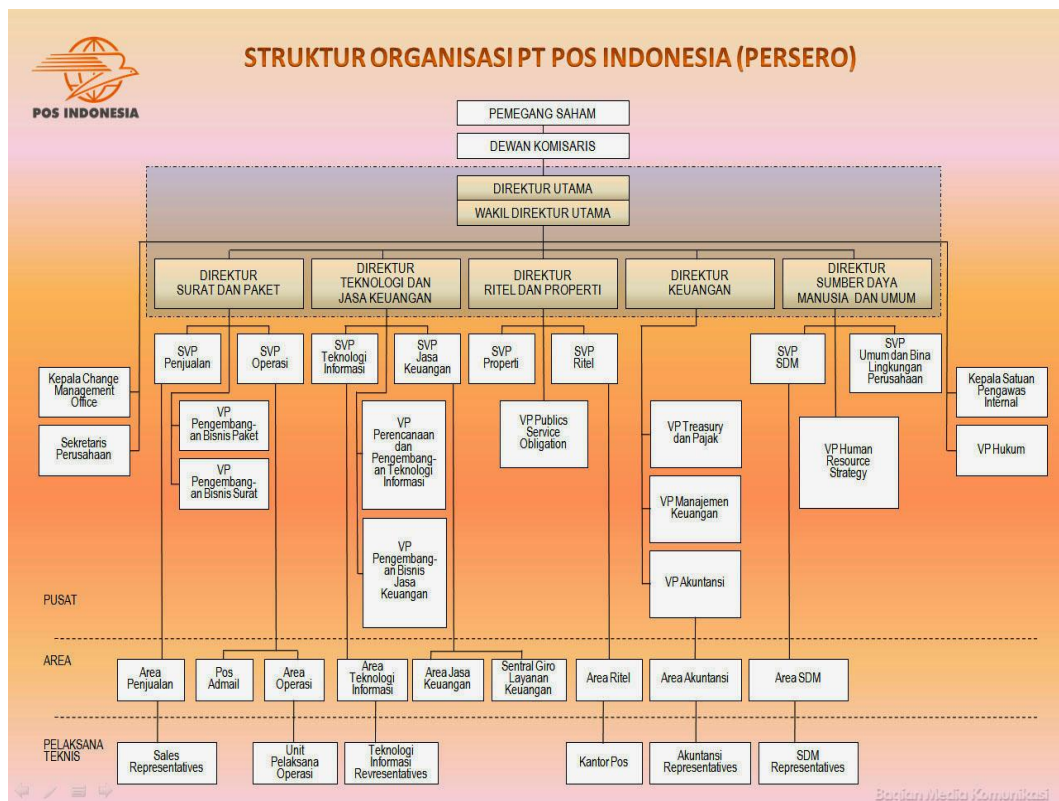 STRUKTUR ORGANISASI PT POS INDONESIA (PERSERO)
POS INDONESIA
PEMEGANG SAHAM
DEWAN KOMISARIS
DIREKTUR UTAMA
WAKIL DIREKTUR UTAMA
DIREKTUR
SURAT DAN PAKET
DIREKTUR
TEKNOLOGI DAN
JASA KEUANGAN
DIREKTUR
RITEL DAN PROPERTI
DIREKTUR
KEUANGAN
DIREKTUR
SUMBER DAYA
MANUSIA DAN UMUM
SVP
Penjualan
SVP
Operasi
SVP
Teknologi
Informasi
SVP
Jasa
Keuangan
SVP
Properti
SVP
Ritel
SVP
SDM
SVP
Umum dan Bina
Lingkungan
Perusahaan
Kepala Change
Management
Office
Kepala Satuan
Pengawas
Internal
Sekretaris
Perusahaan
VP
Pengembang-
an Bisnis Paket
VP
Pengembang-
an Bisnis Surat
VP
Perencanaan
dan
Pengembang-
an Teknologi
Informasi
VP
Pengembang-
an Bisnis
Jasa
Keuangan
VP Publics
Service
Obligation
VP Treasury
dan Pajak
VP Manajemen
Keuangan
VP Akuntansi
VP Human
Resource
Strategy
VP Hukum
PUSAT
AREA
Area
Penjualan
Pos
Admail
Area
Operasi
Area
Teknologi
Informasi
Area Jasa
Keuangan
Sentral Giro
Layanan
Keuangan
Area Ritel
Area Akuntansi
Area SDM
PELAKSANA
TEKNIS
Sales
Representatives
Unit
Pelaksana
Operasi
Teknologi
Informasi
Revresentatives
Kantor Pos
Akuntansi
Representatives
SDM
Representatives
Bagian Media Komunikasi